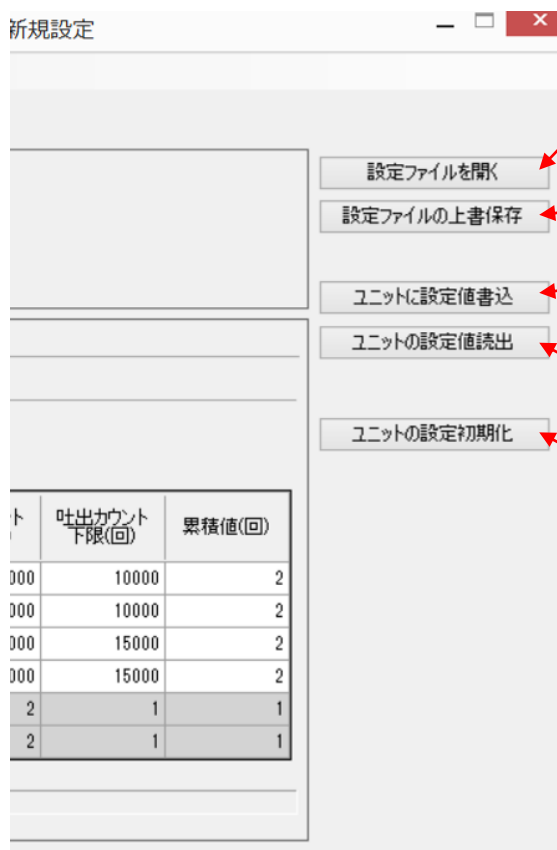 新規設定
設定ファイルを開く
設定ファイルの上書保存
ユニットに設定値書込
ユニットの設定値読出
ユニットの設定初期化
ト 吐出カウント 累積値(回)
下限(回)
000 10000 2
000 10000 2
000 15000 2
000 15000 2
2 1 1
2 1 1